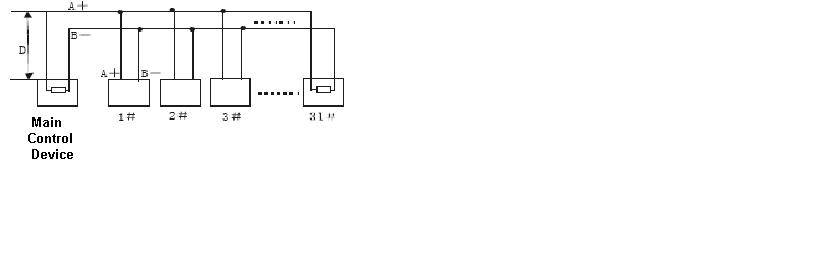 A+
B—
D
A+ B—
1# 2# 3# 31#
Main
Control
Device